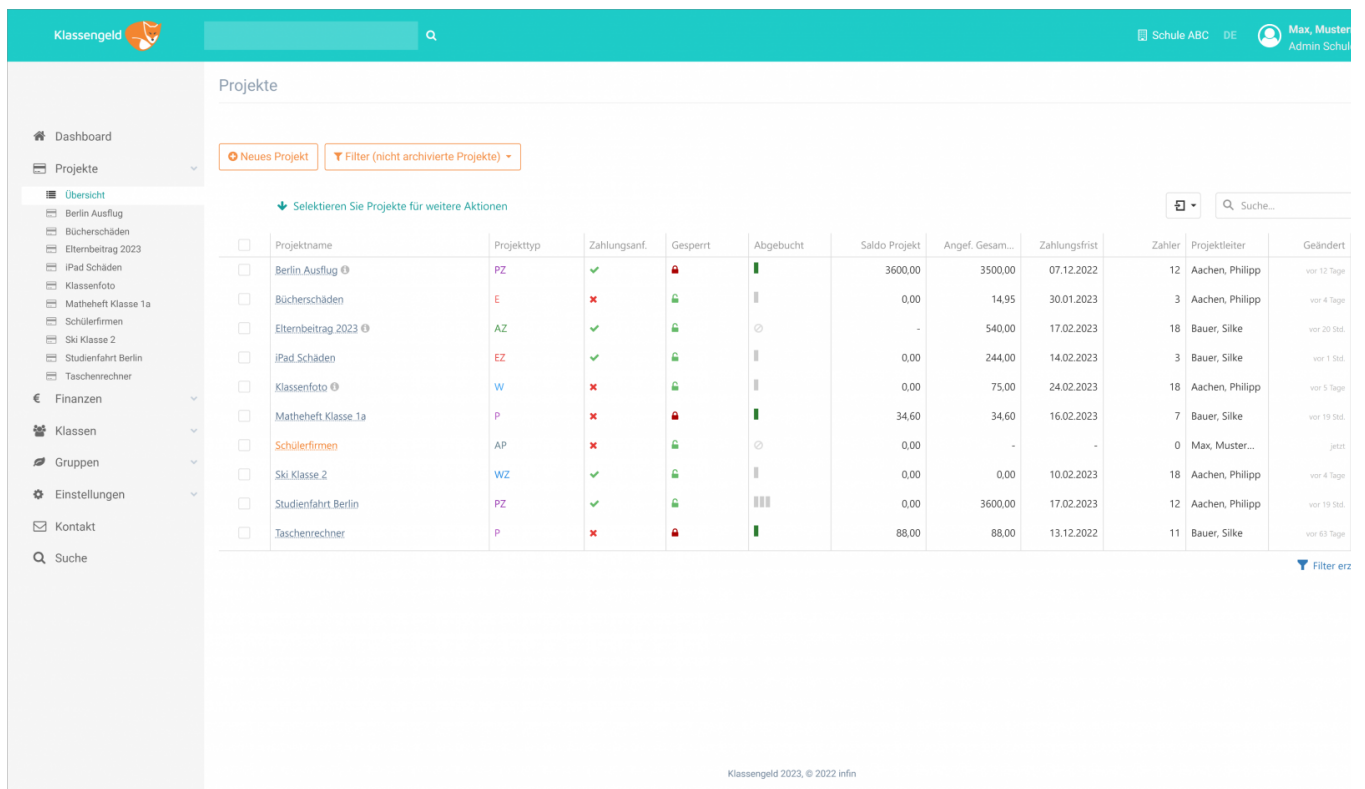 Klassengeld
Schule ABC DE Max, Muster
Admin Schule
Projekte
Dashboard
Projekte
Übersicht
Berlin Ausflug
Bücherschäden
Elternbeitrag 2023
iPad Schäden
Klassenfoto
Matheheft Klasse 1a
Schülerfirmen
Ski Klasse 2
Studienfahrt Berlin
Taschenrechner
€ Finanzen
Klassen
Gruppen
Einstellungen
Kontakt
Suche
Neues Projekt Filter (nicht archivierte Projekte)
Selektieren Sie Projekte für weitere Aktionen Suche...
Projektname Projekttyp Zahlungsanf. Gesperrt Abgebucht Saldo Projekt Angef. Gesam... Zahlungsfrist Zahler Projektleiter Geändert
Berlin Ausflug PZ 3600,00 3500,00 07.12.2022 12 Aachen, Philipp vor 12 Tage
Bücherschäden E 0,00 14,95 30.01.2023 3 Aachen, Philipp vor 4 Tage
Elternbeitrag 2023 AZ - 540,00 17.02.2023 18 Bauer, Silke vor 20 Std.
iPad Schäden EZ 0,00 244,00 14.02.2023 3 Bauer, Silke vor 1 Std.
Klassenfoto W 0,00 75,00 24.02.2023 18 Aachen, Philipp vor 5 Tage
Matheheft Klasse 1a P 34,60 34,60 16.02.2023 7 Bauer, Silke vor 19 Std.
Schülerfirmen AP 0,00 - - 0 Max, Muster... jetzt
Ski Klasse 2 WZ 0,00 0,00 10.02.2023 18 Aachen, Philipp vor 4 Tage
Studienfahrt Berlin PZ 0,00 3600,00 17.02.2023 12 Aachen, Philipp vor 19 Std.
Taschenrechner P 88,00 88,00 13.12.2022 11 Bauer, Silke vor 63 Tage
Filter erz
Klassengeld 2023, © 2022 infin